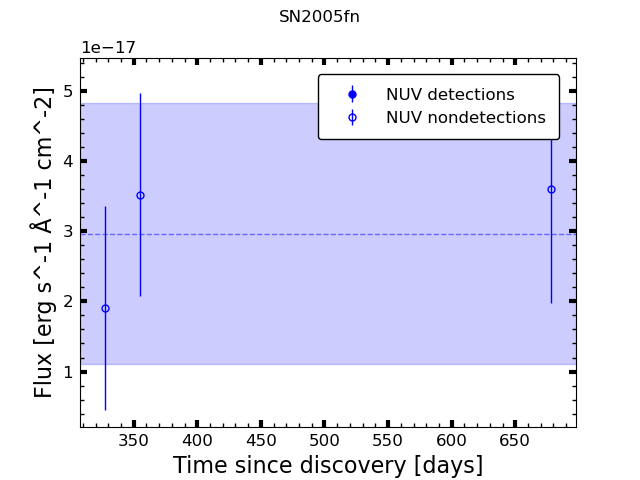 SN2005fn
1e−17
NUV detections
NUV nondetections
5
4
3
2
1
Flux [erg s^-1 Å^-1 cm^-2]
350 400 450 500 550 600 650
Time since discovery [days]